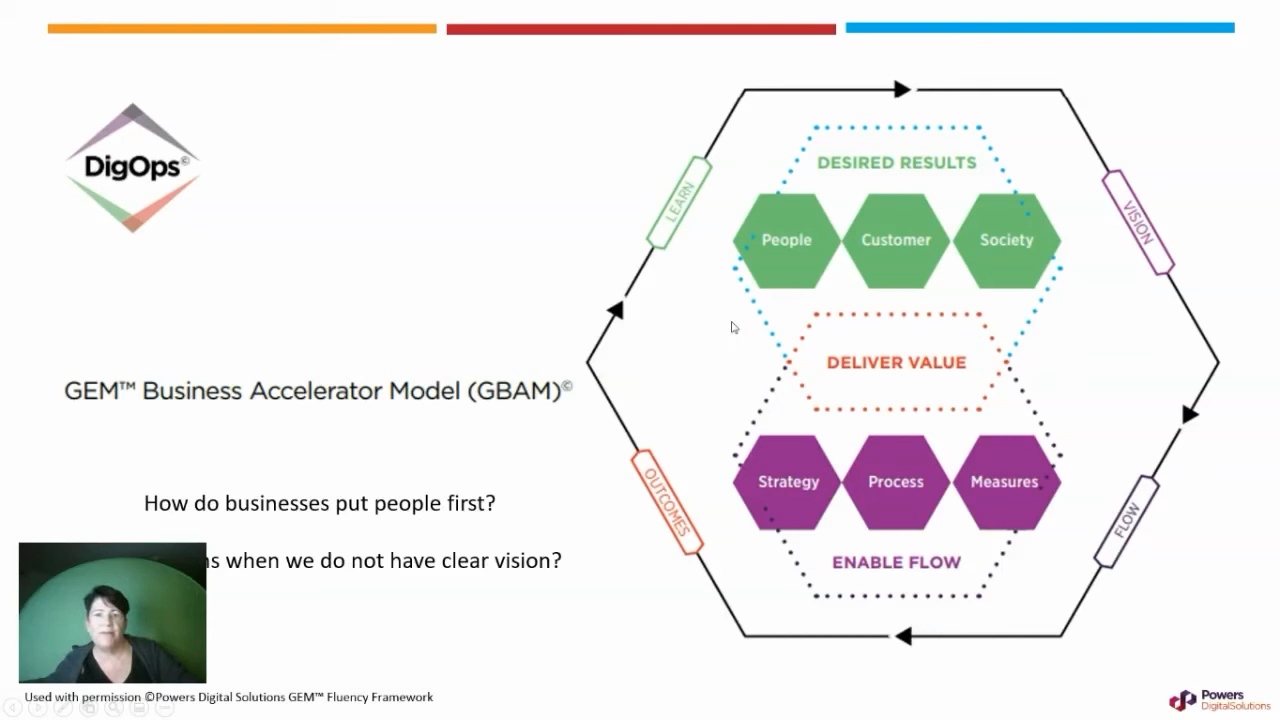 DigOps©
GEM™ Business Accelerator Model (GBAM)©
How do businesses put people first?
when we do not have clear vision?
Used with permission ©Powers Digital Solutions GEM™ Fluency Framework
LEARN
VISION
FLOW
OUTCOMES
DESIRED RESULTS
People Customer Society
DELIVER VALUE
Strategy Process Measures
ENABLE FLOW
Powers
DigitalSolutions